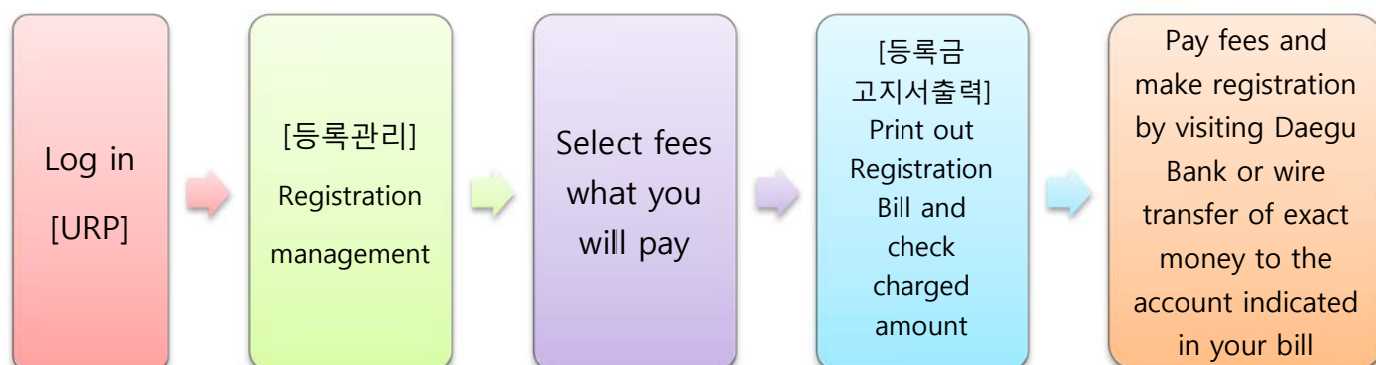 Log in
[URP]
[등록관리]
Registration
management
Select fees
what you
will pay
[등록금
고지서출력]
Print out
Registration
Bill and
check
charged
amount
Pay fees and
make registration
by visiting Daegu
Bank or wire
transfer of exact
money to the
account indicated
in your bill